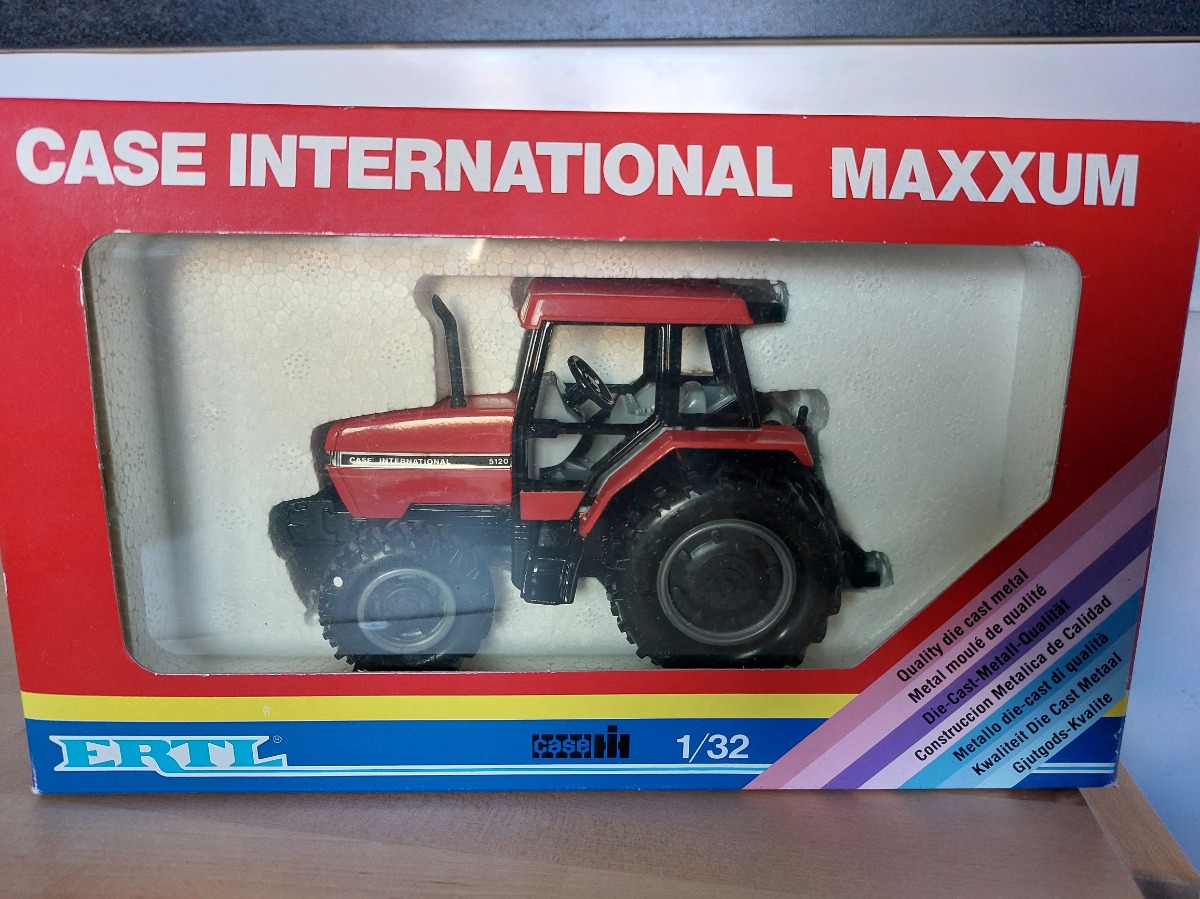 CASE INTERNATIONAL MAXXUM
CASE INTERNATIONAL 5120
Quality die cast metal
Metal moulé de qualité
Die-Cast-Metall-Qualität
Construccion Metalica de Calidad
Metallo die-cast di qualità
Kwaliteit Die Cast Metaal
Gjutgods-Kvalite
ERTL
case IH 1/32